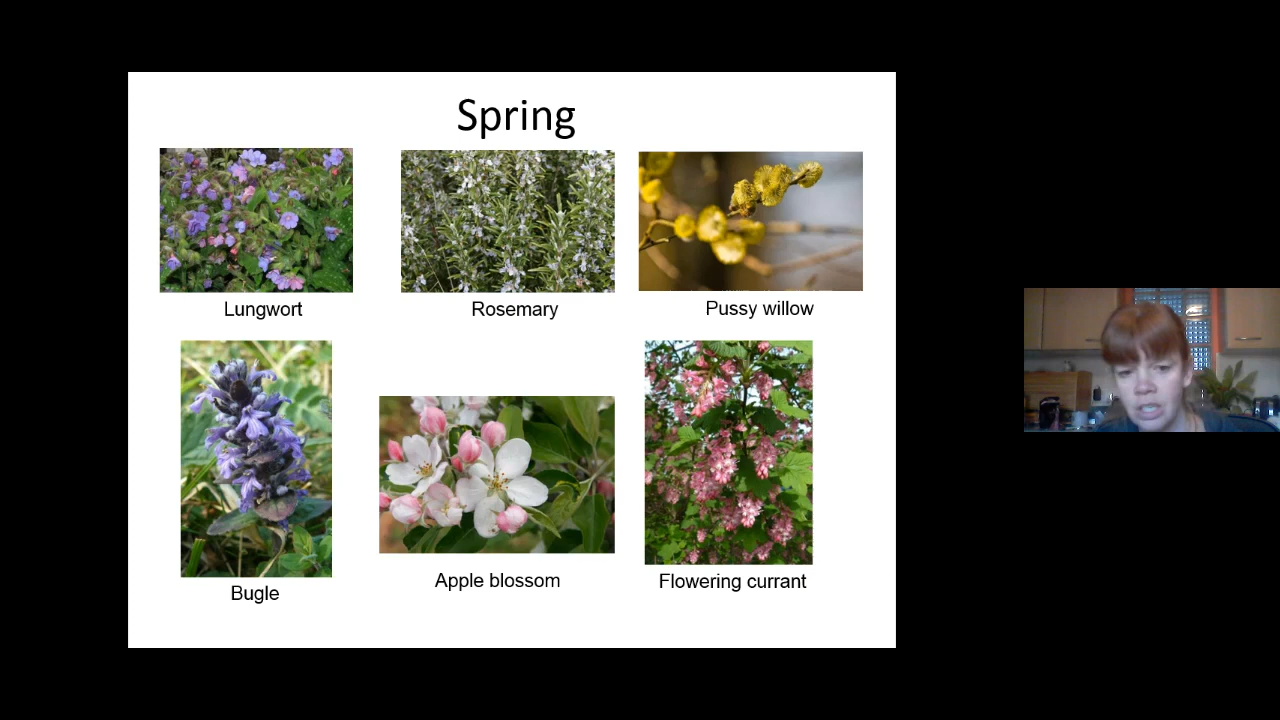 Spring
Lungwort
Rosemary
Pussy willow
Bugle
Apple blossom
Flowering currant